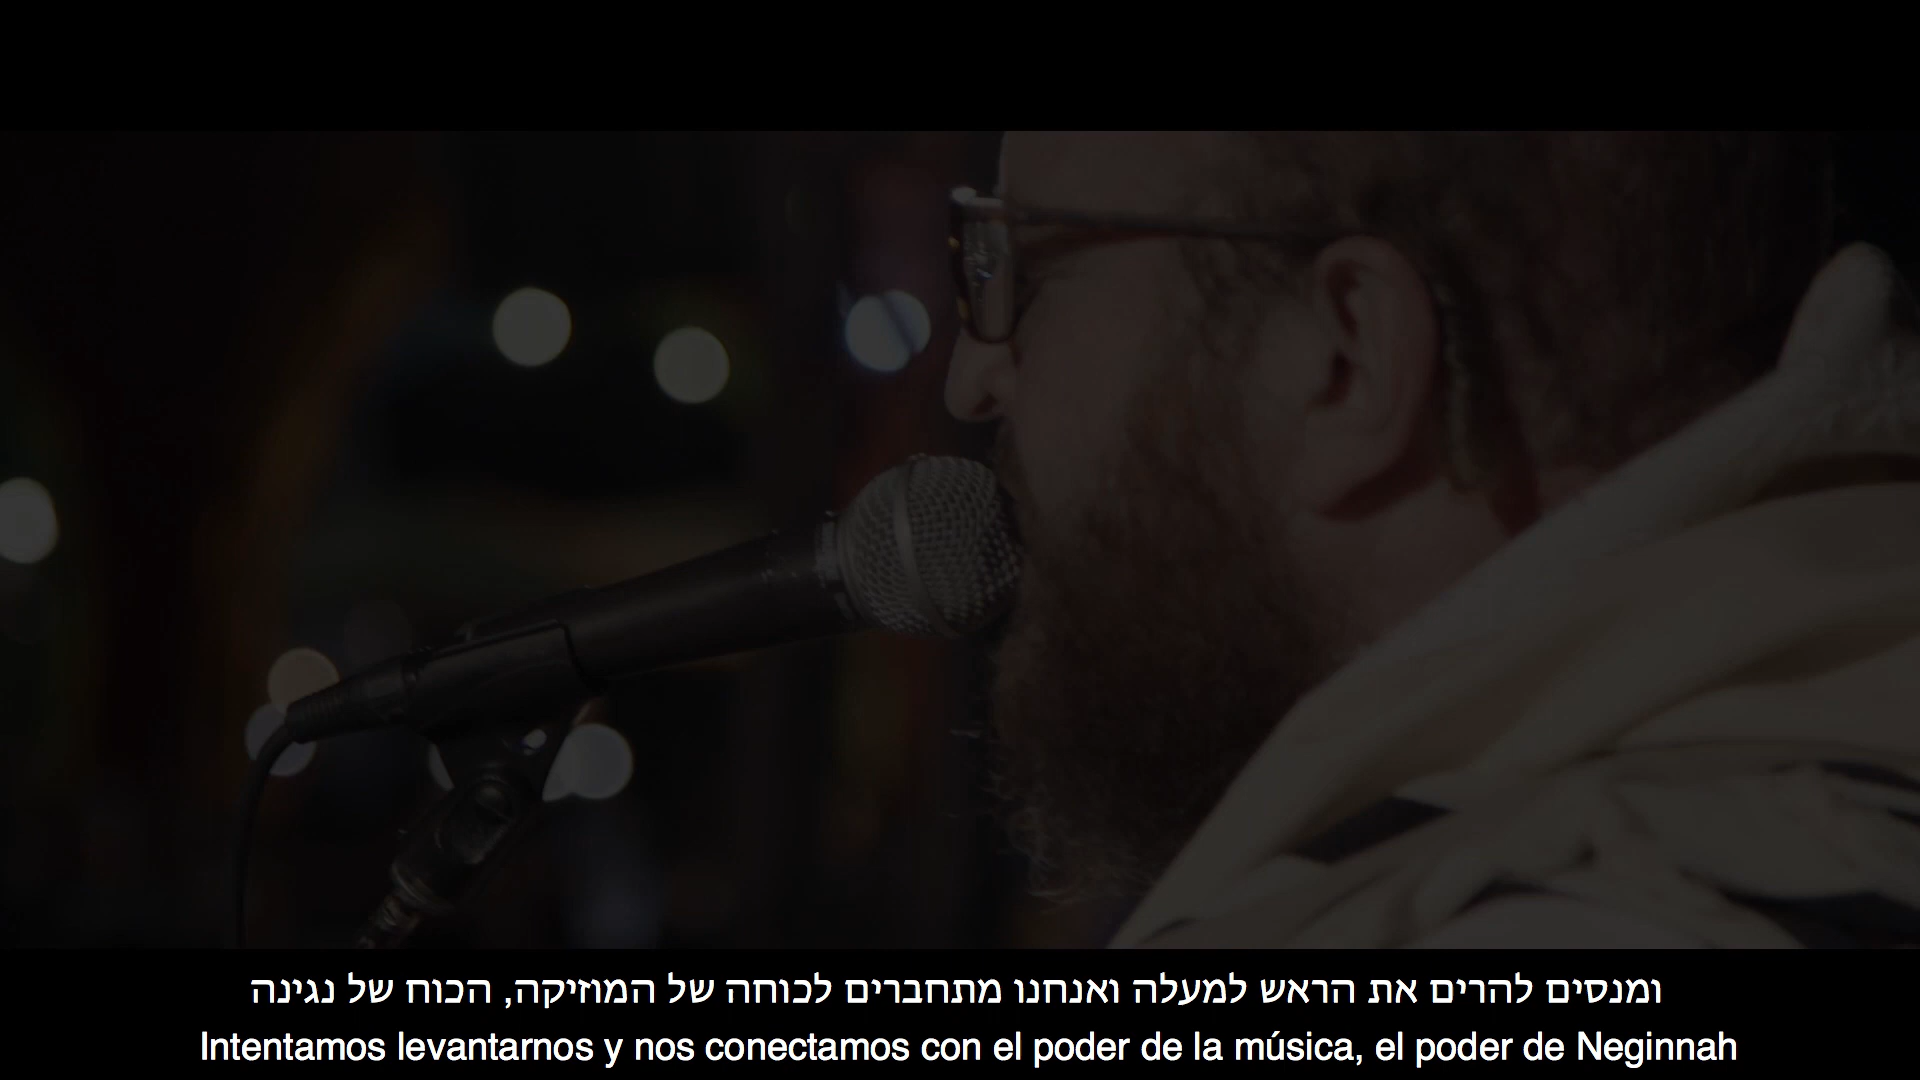 ומנסים להרים את הראש למעלה ואנחנו מתחברים לכוחה של המוזיקה, הכוח של נגינה
Intentamos levantarnos y nos conectamos con el poder de la música, el poder de Neginnah